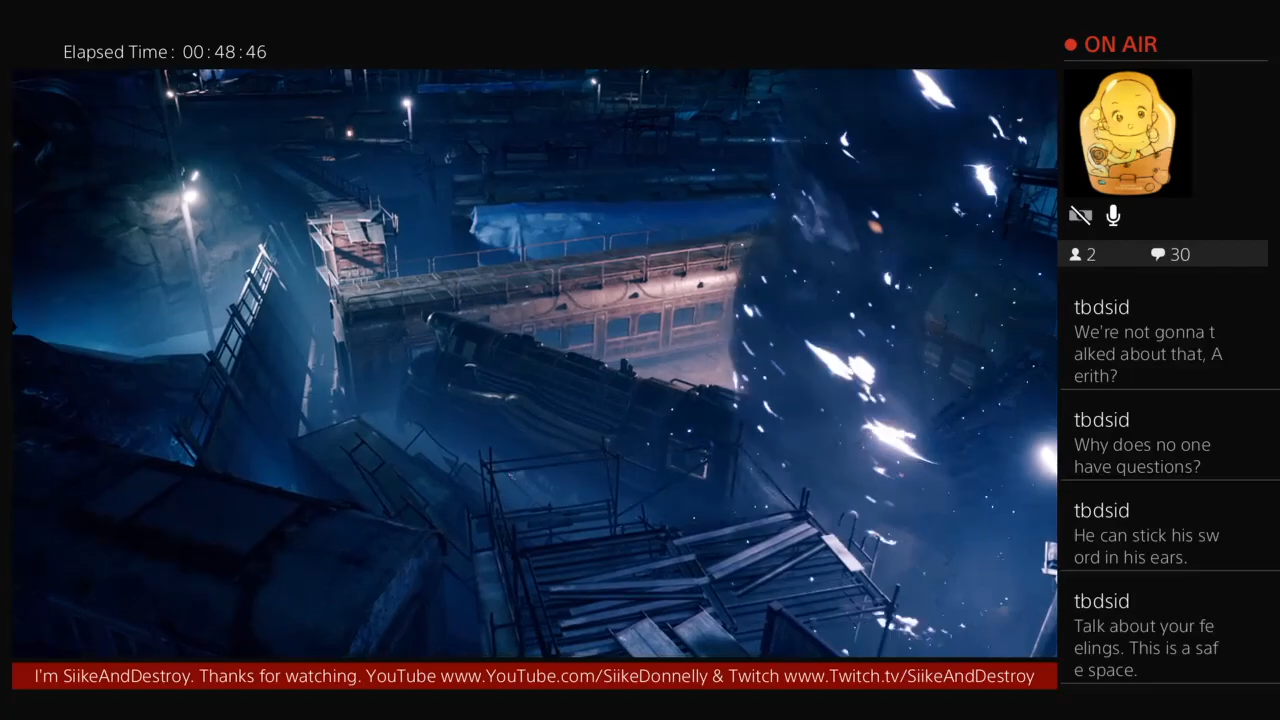 Elapsed Time: 00:48:46
ON AIR
2
30
tbdsid
We're not gonna t
alked about that, A
erith?
tbdsid
Why does no one
have questions?
tbdsid
He can stick his sw
ord in his ears.
tbdsid
Talk about your fe
elings. This is a saf
e space.
I'm SiikeAndDestroy. Thanks for watching. YouTube www.YouTube.com/SiikeDonnelly & Twitch www.Twitch.tv/SiikeAndDestroy